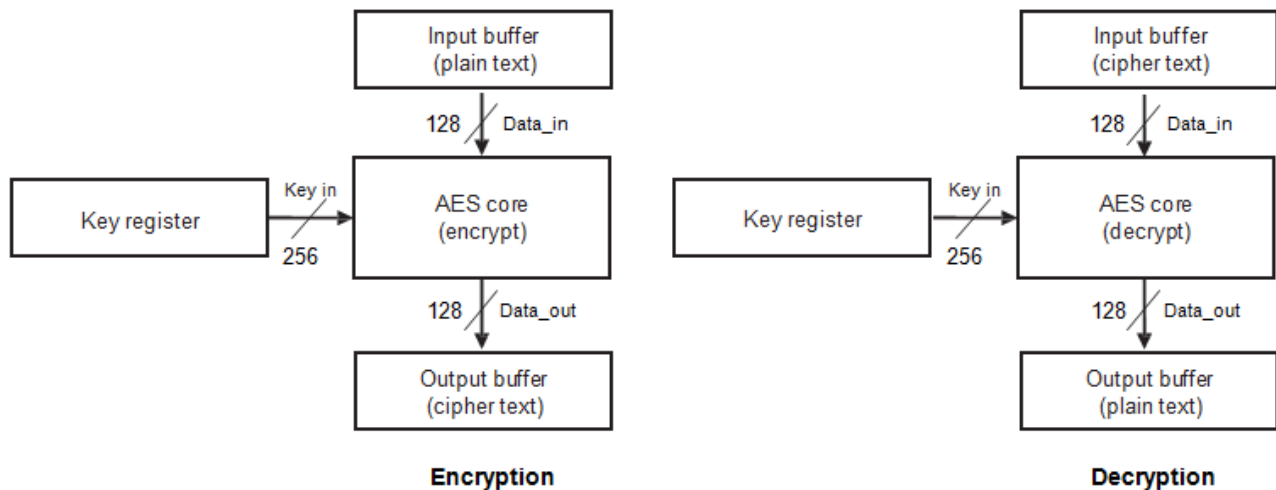 Input buffer
(plain text)
128
Data_in
Key register
Key in
256
AES core
(encrypt)
128
Data_out
Output buffer
(cipher text)
Encryption
Input buffer
(cipher text)
128
Data_in
Key register
Key in
256
AES core
(decrypt)
128
Data_out
Output buffer
(plain text)
Decryption